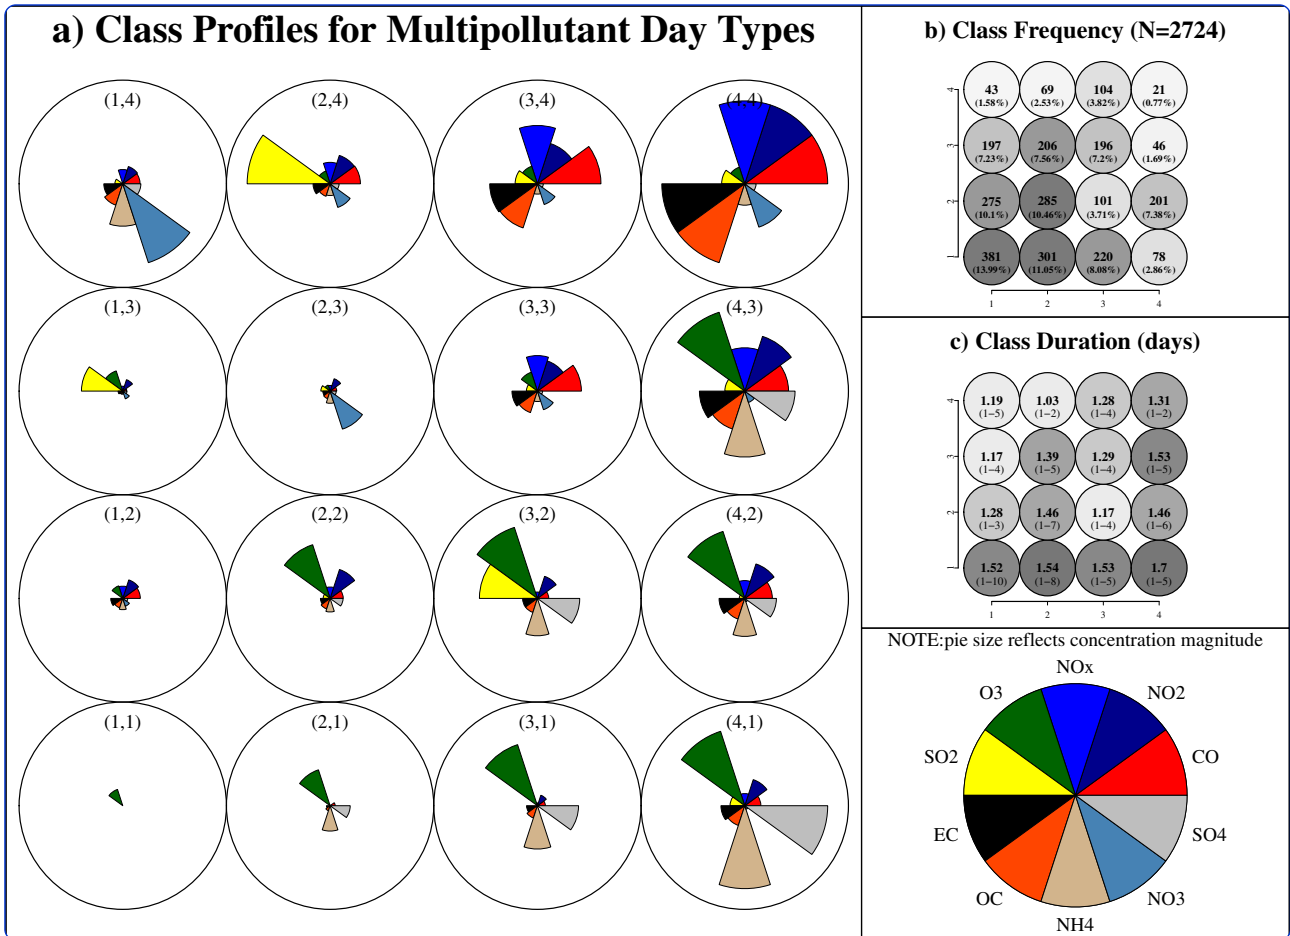 a) Class Profiles for Multipollutant Day Types
(1,4) (2,4) (3,4) (4,4)
(1,3) (2,3) (3,3) (4,3)
(1,2) (2,2) (3,2) (4,2)
(1,1) (2,1) (3,1) (4,1)
b) Class Frequency (N=2724)
4 43 69 104 21
(1.58%) (2.53%) (3.82%) (0.77%)
3 197 206 196 46
(7.23%) (7.56%) (7.2%) (1.69%)
2 275 285 101 201
(10.1%) (10.46%) (3.71%) (7.38%)
1 381 301 220 78
(13.99%) (11.05%) (8.08%) (2.86%)
1 2 3 4
c) Class Duration (days)
4 1.19 1.03 1.28 1.31
(1−5) (1−2) (1−4) (1−2)
3 1.17 1.39 1.29 1.53
(1−4) (1−5) (1−4) (1−5)
2 1.28 1.46 1.17 1.46
(1−3) (1−7) (1−4) (1−6)
1 1.52 1.54 1.53 1.7
(1−10) (1−8) (1−5) (1−5)
1 2 3 4
NOTE:pie size reflects concentration magnitude
NOx
O3 NO2
SO2 CO
EC SO4
OC NO3
NH4